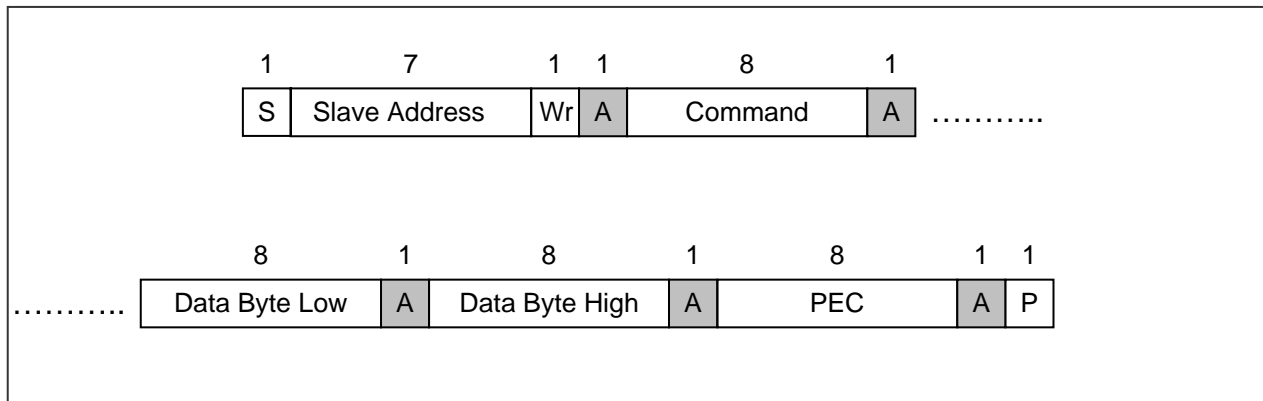 1 7 1 1 8 1
S Slave Address Wr A Command A ………..
8 1 8 1 8 1 1
……….. Data Byte Low A Data Byte High A PEC A P